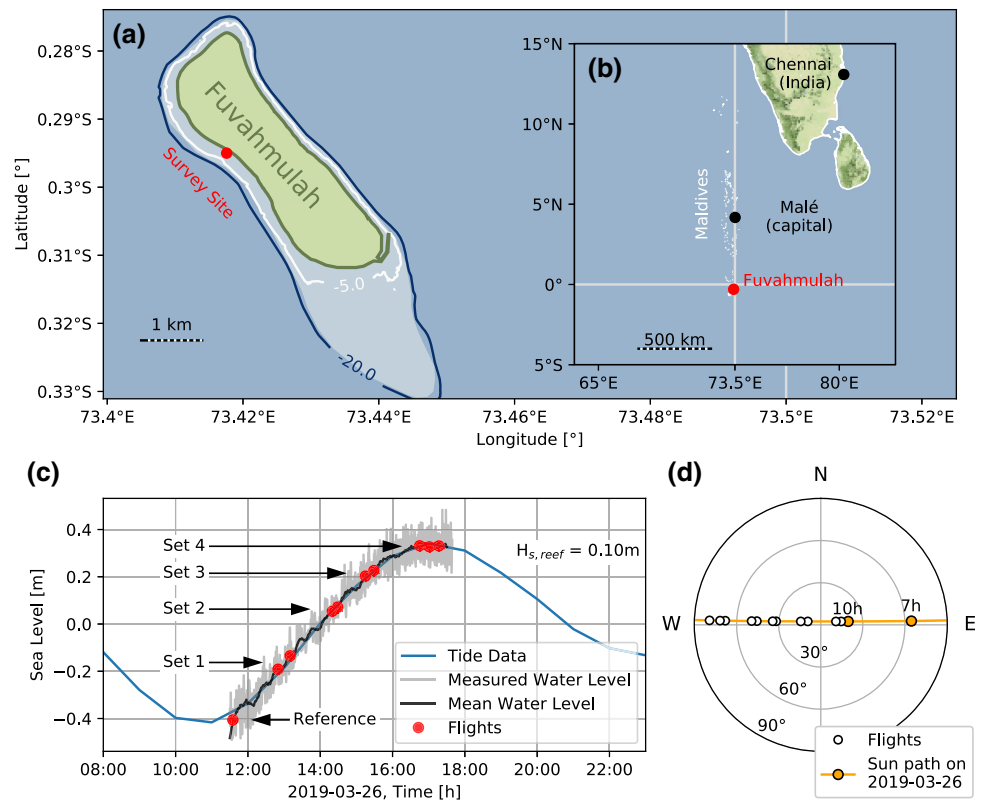 (a)
0.28°S
0.29°S
0.3°S
0.31°S
0.32°S
0.33°S
Latitude [°]
Fuvahmulah
Survey Site
-5.0
-20.0
1 km
73.4°E
73.42°E
73.44°E
73.46°E
73.48°E
73.5°E
73.52°E
Longitude [°]
(b)
15°N
10°N
5°N
0°
5°S
Chennai
(India)
Maldives
Malé
(capital)
Fuvahmulah
500 km
65°E
73.5°E
80°E
(c)
0.4
0.2
0.0
−0.2
−0.4
Sea Level [m]
Set 4
Set 3
Set 2
Set 1
Reference
H s, reef = 0.10m
Tide Data
Measured Water Level
Mean Water Level
Flights
08:00
10:00
12:00
14:00
16:00
18:00
20:00
22:00
2019-03-26, Time [h]
(d)
N
W
E
10h
7h
30°
60°
90°
Flights
Sun path on
2019-03-26